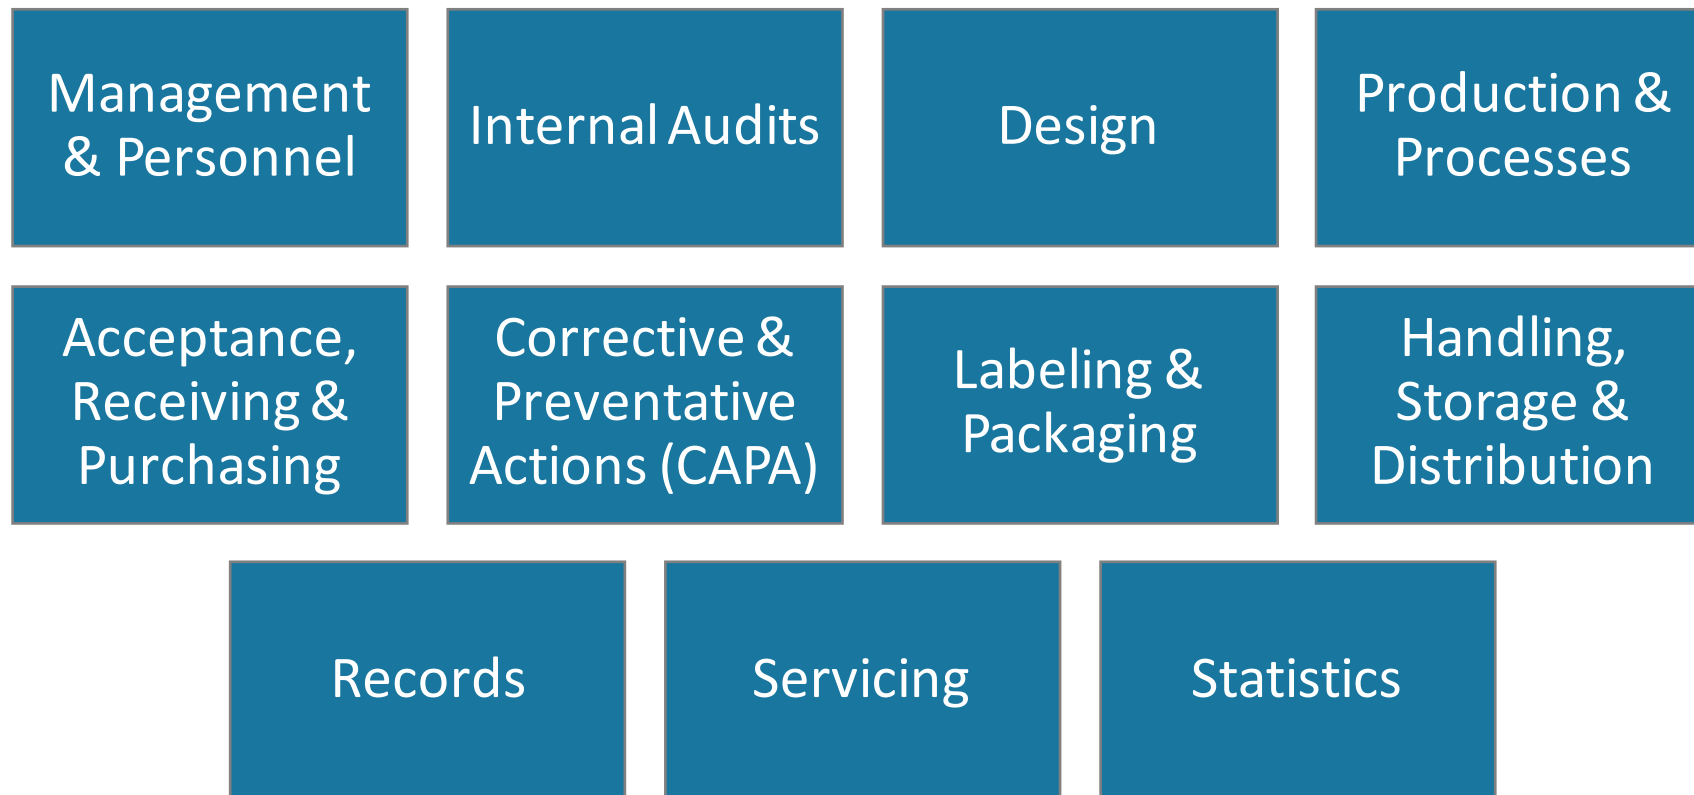 Management
& Personnel
Internal Audits
Design
Production &
Processes
Acceptance,
Receiving &
Purchasing
Corrective &
Preventative
Actions (CAPA)
Labeling &
Packaging
Handling,
Storage &
Distribution
Records
Servicing
Statistics